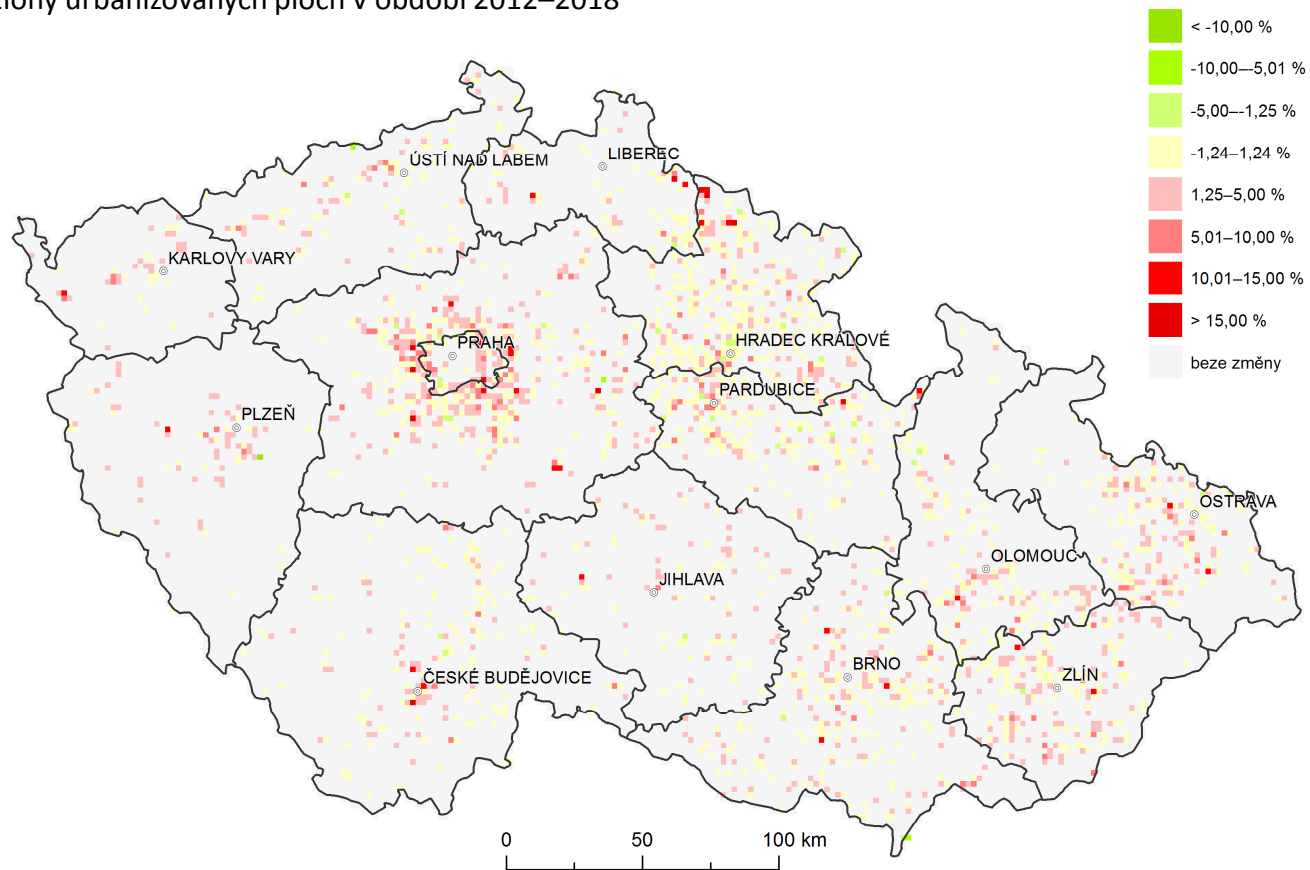 urbanizovaných ploch v období 2012–2018
< -10,00 %
-10,00–-5,01 %
-5,00–-1,25 %
-1,24–1,24 %
1,25–5,00 %
5,01–10,00 %
10,01–15,00 %
> 15,00 %
beze změny
ÚSTÍ NAD LABEM
LIBEREC
KARLOVY VARY
PRAHA
HRADEC KRÁLOVÉ
PARDUBICE
PLZEŇ
OSTRAVA
OLOMOUC
JIHLAVA
BRNO
ZLÍN
ČESKÉ BUDĚJOVICE
0 50 100 km